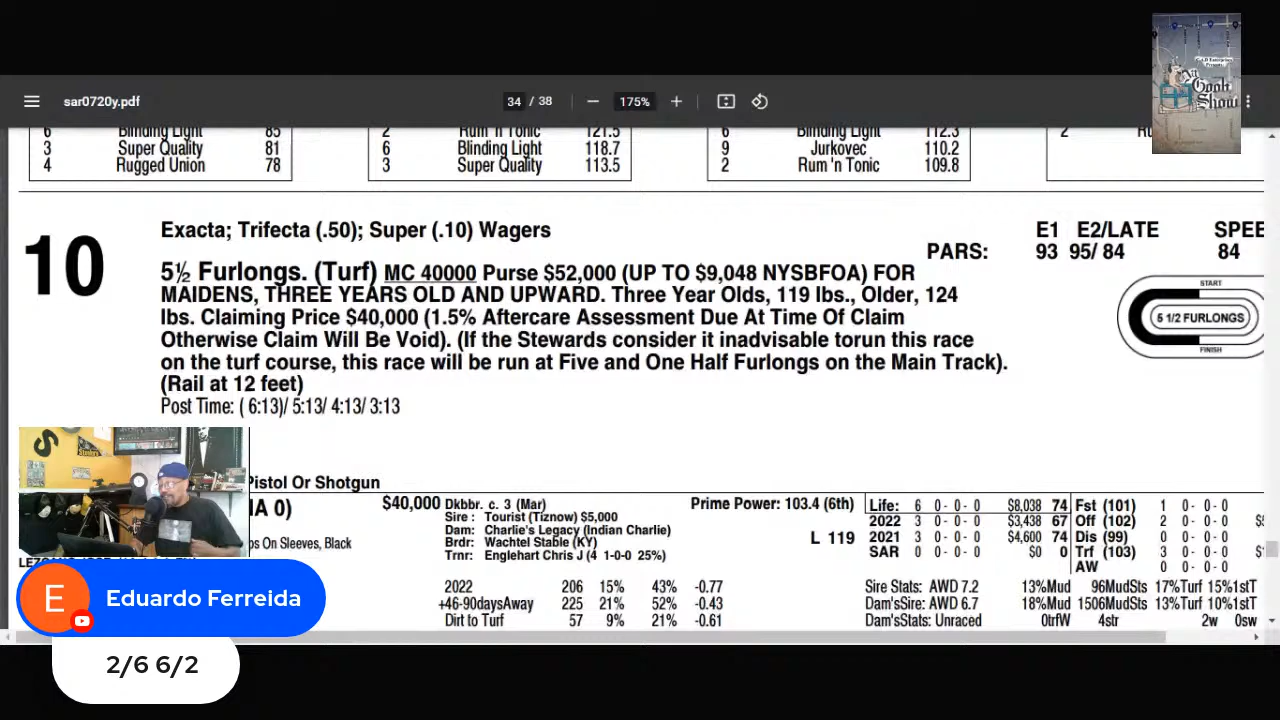 sar0720y.pdf
34 / 38
175%
6 Blinding Light 85
3 Super Quality 81
4 Rugged Union 78
2 Rum 'n Tonic 121.5
6 Blinding Light 118.7
3 Super Quality 113.5
6 Blinding Light 112.3
9 Jurkovec 110.2
2 Rum 'n Tonic 109.8
2
Show
10
Exacta; Trifecta (.50); Super (.10) Wagers
E1 E2/LATE SPEE
PARS: 93 95/ 84 84
5½ Furlongs. (Turf) MC 40000 Purse $52,000 (UP TO $9,048 NYSBFOA) FOR
MAIDENS, THREE YEARS OLD AND UPWARD. Three Year Olds, 119 lbs., Older, 124
lbs. Claiming Price $40,000 (1.5% Aftercare Assessment Due At Time Of Claim
Otherwise Claim Will Be Void). (If the Stewards consider it inadvisable torun this race
on the turf course, this race will be run at Five and One Half Furlongs on the Main Track).
(Rail at 12 feet)
Post Time: ( 6:13)/ 5:13/ 4:13/ 3:13
START
5 1/2 FURLONGS
FINISH
Pistol Or Shotgun
NA 0)
ps On Sleeves, Black
$40,000 Dkbbr. c. 3 (Mar)
Sire : Tourist (Tiznow) $5,000
Dam: Charlie's Legacy (Indian Charlie)
Brdr: Wachtel Stable (KY)
Trnr: Englehart Chris J (4 1-0-0 25%)
Prime Power: 103.4 (6th)
L 119
Life: 6 0- 0- 0 $8,038 74
2022 3 0- 0- 0 $3,438 67
2021 3 0- 0- 0 $4,600 74
SAR 0 0- 0- 0 $0 0
Fst (101) 1 0- 0- 0
Off (102) 2 0- 0- 0
Dis (99) 0 0- 0- 0
Trf (103) 3 0- 0- 0
AW 0 0- 0- 0
2022 206 15% 43% -0.77
+46-90daysAway 225 21% 52% -0.43
Dirt to Turf 57 9% 21% -0.61
Sire Stats: AWD 7.2 13%Mud 96MudSts 17%Turf 15%1stT
Dam'sSire: AWD 6.7 18%Mud 1506MudSts 13%Turf 10%1stT
Dam'sStats: Unraced 0trfW 4str 2w 0sw
E
Eduardo Ferreida
2/6 6/2